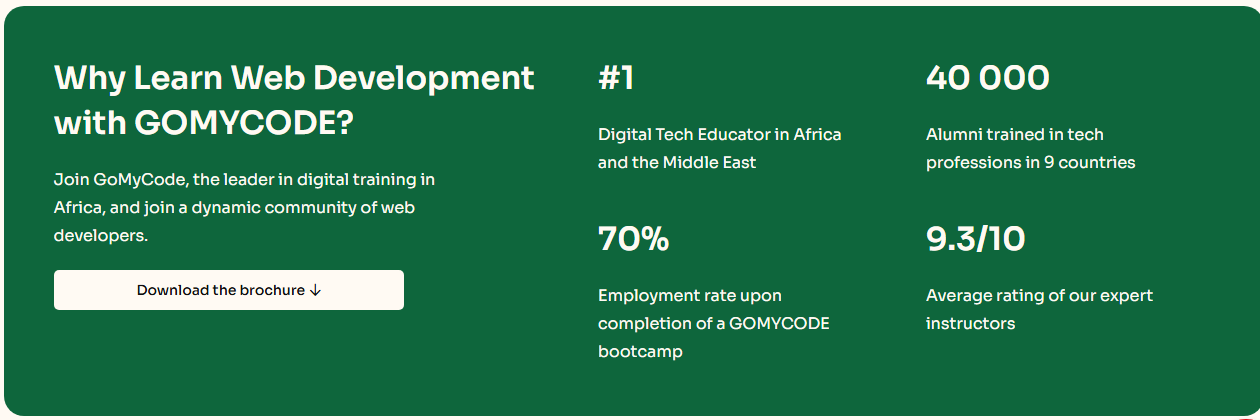 Why Learn Web Development
with GOMYCODE?
Join GoMyCode, the leader in digital training in
Africa, and join a dynamic community of web
developers.
Download the brochure ↓
#1
Digital Tech Educator in Africa
and the Middle East
40 000
Alumni trained in tech
professions in 9 countries
70%
Employment rate upon
completion of a GOMYCODE
bootcamp
9.3/10
Average rating of our expert
instructors